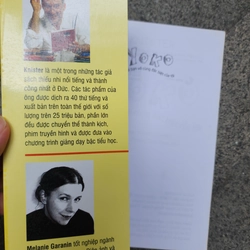 Knister là một trong những tác giả
sách thiếu nhi nổi tiếng và thành
công nhất ở Đức. Các tác phẩm của
ông được dịch ra 40 thứ tiếng và
xuất bản trên toàn thế giới với số
lượng trên 25 triệu bản, phần lớn
đều được chuyển thể thành kịch,
phim truyền hình và được đưa vào
chương trình giảng dạy bậc tiểu học.
Melanie Garanin tốt nghiệp ngành
YOKO